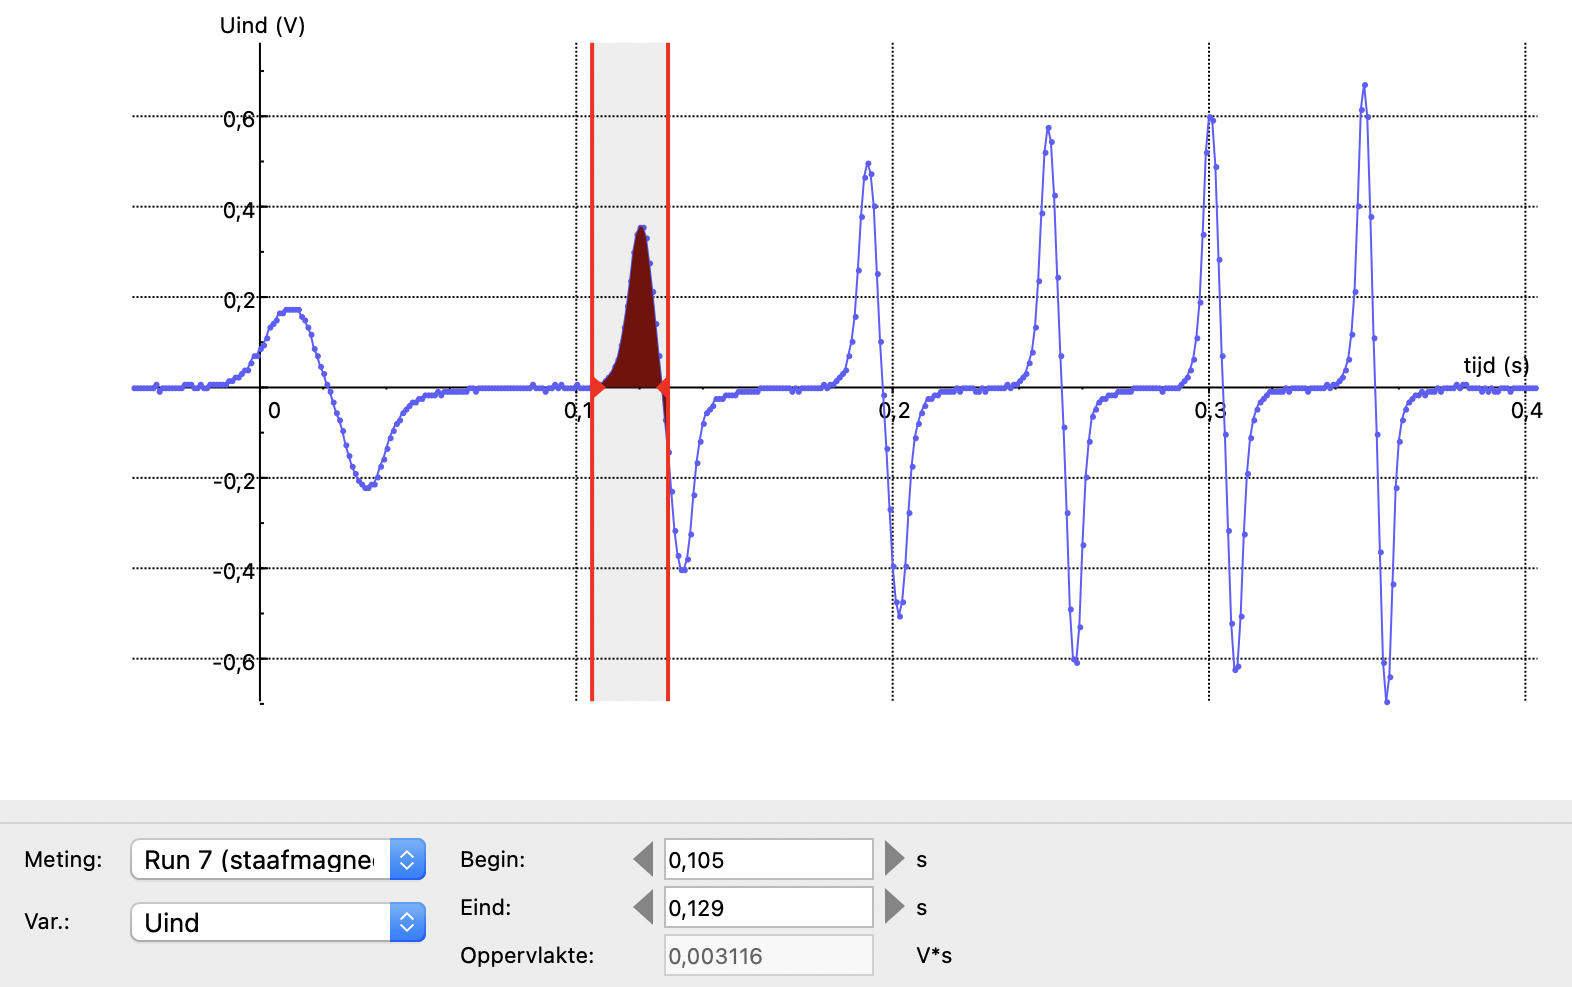 Uind (V)
0,6
0,4
0,2
tijd (s)
0 0,1 0,2 0,3 0,4
-0,2
-0,4
-0,6
Meting: Run 7 (staafmagne Begin: 0,105 s
Var.: Uind Eind: 0,129 s
Oppervlakte: 0,003116 V*s